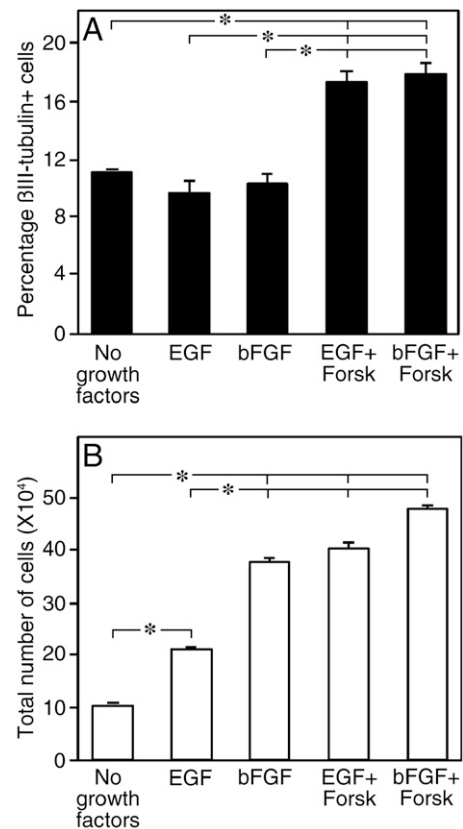 A
Percentage ßIII-tubulin+ cells
20
16
12
8
4
0
*
*
*
No growth factors
EGF
bFGF
EGF+ Forsk
bFGF+ Forsk
B
Total number of cells (X10⁴)
50
40
30
20
10
0
*
*
*
No growth factors
EGF
bFGF
EGF+ Forsk
bFGF+ Forsk